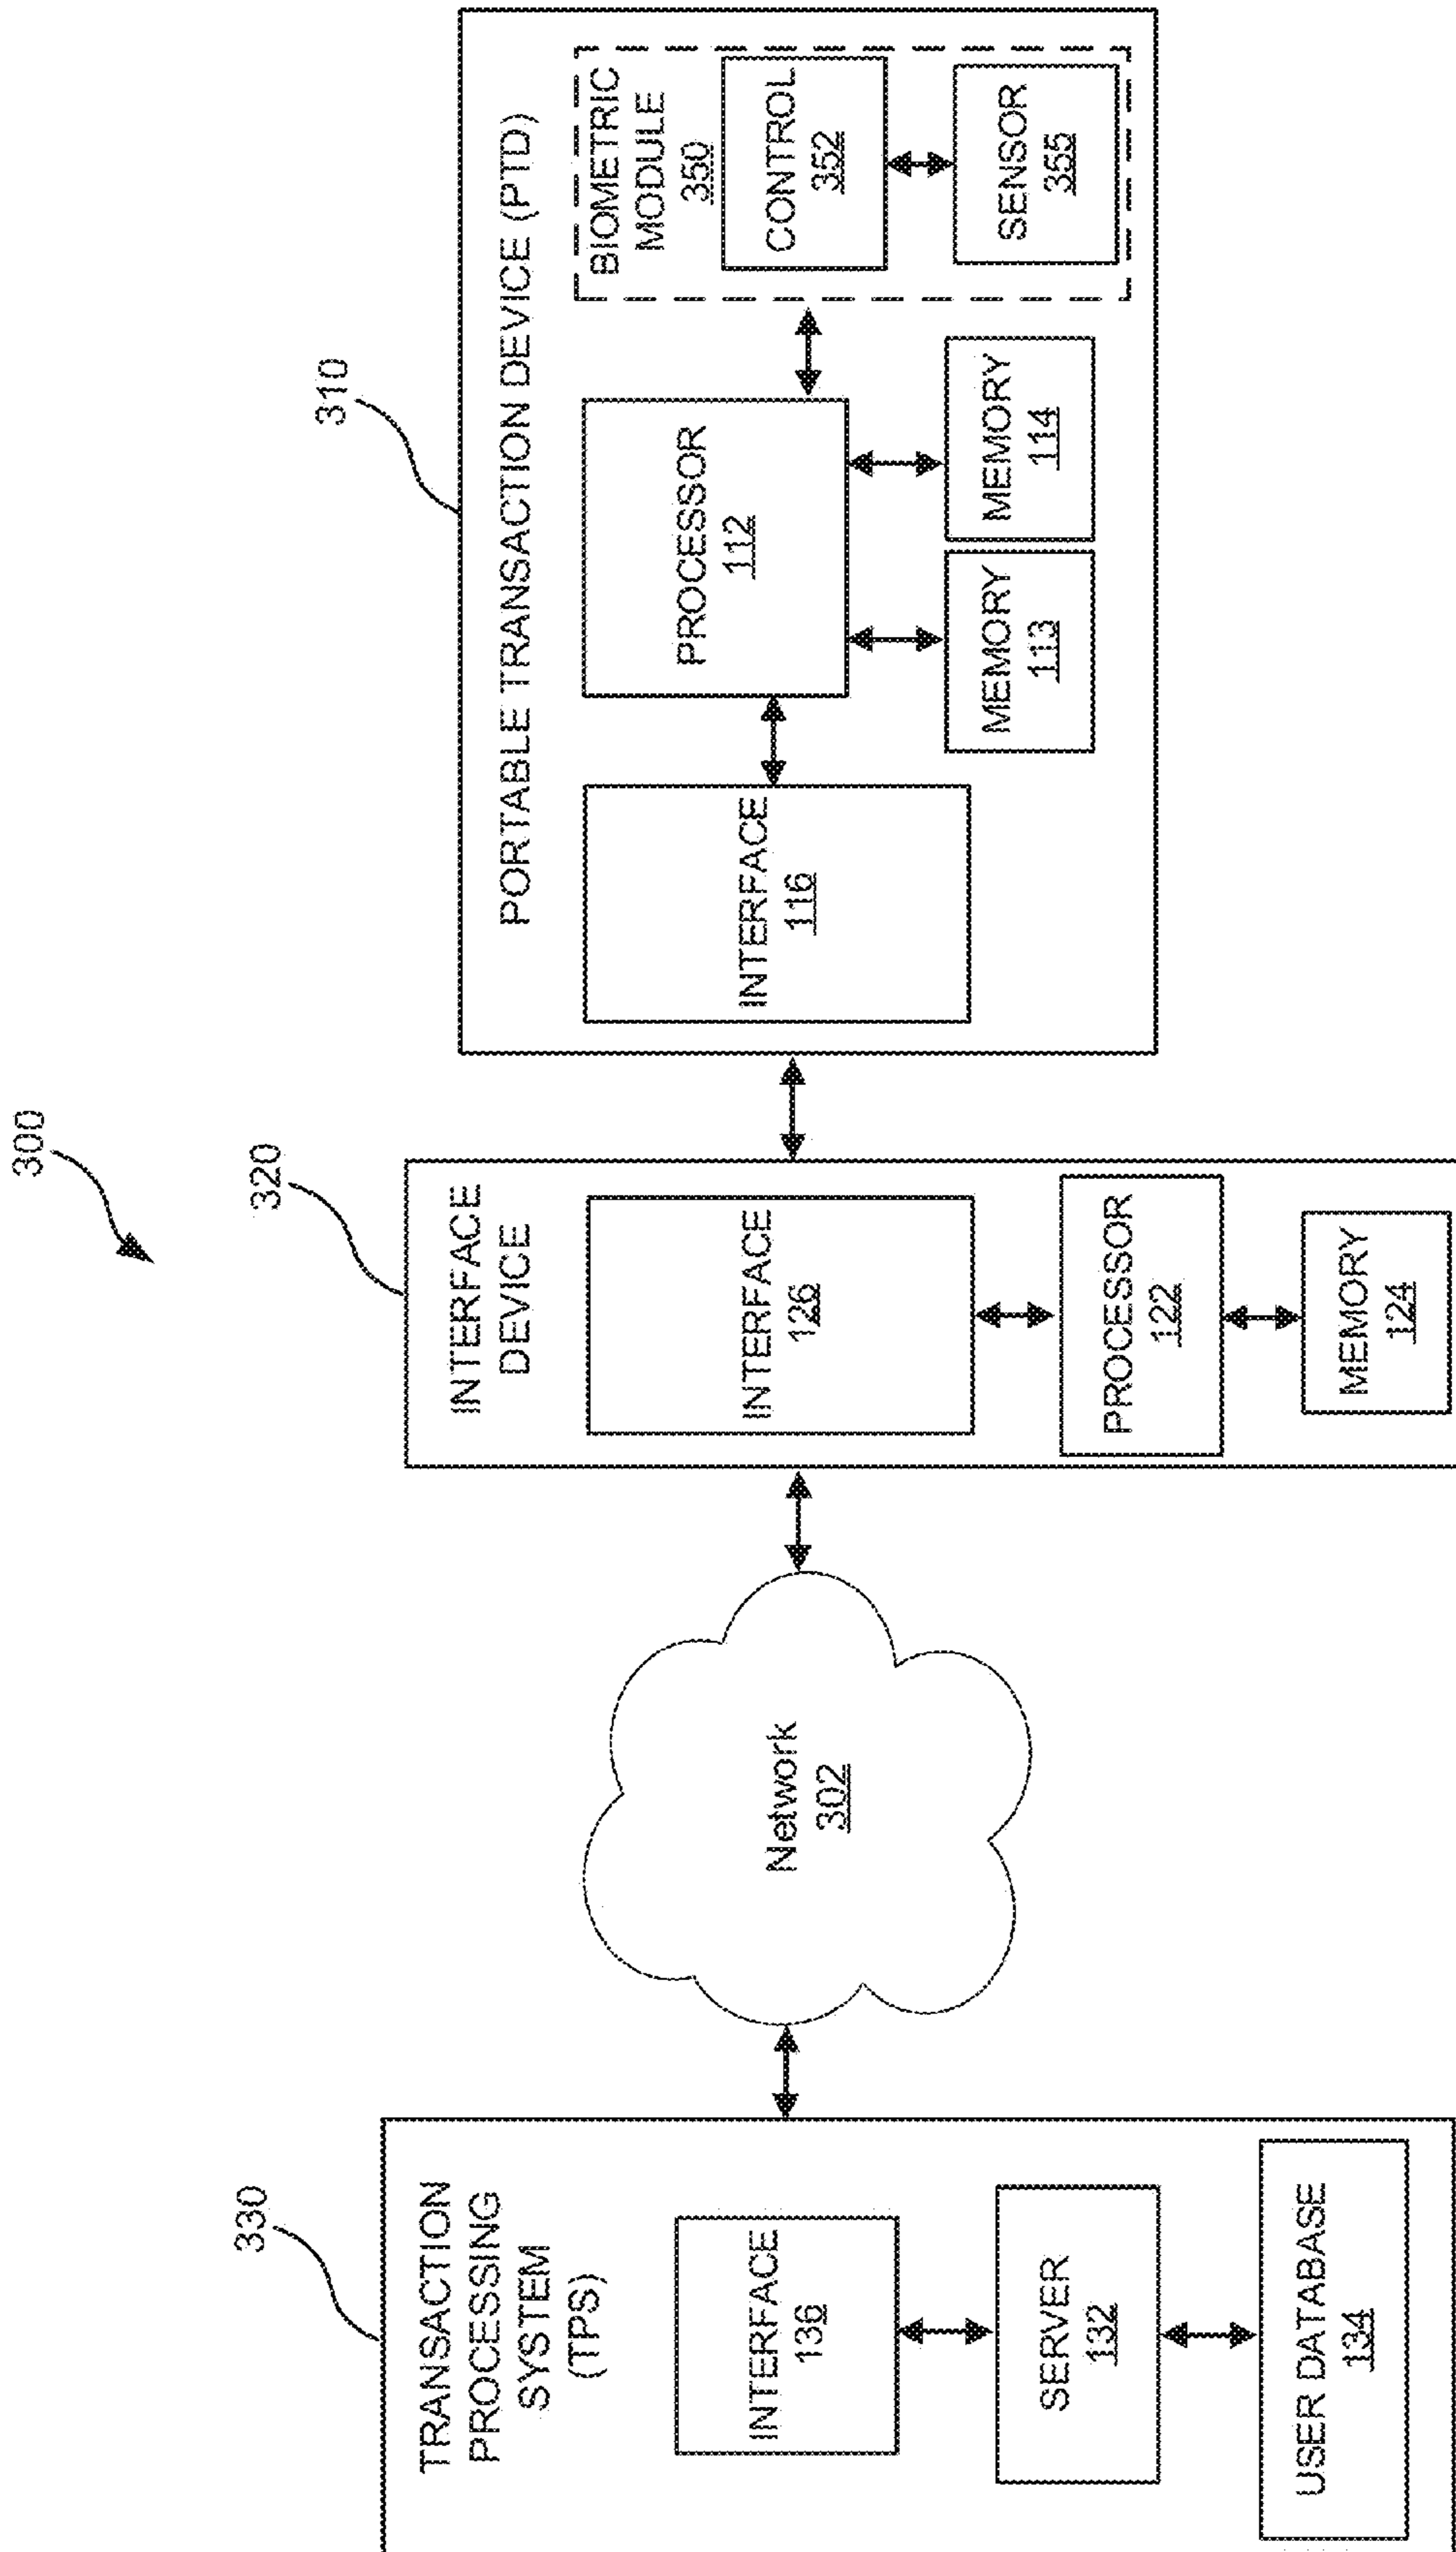 300
330
TRANSACTION
PROCESSING
SYSTEM
(TPS)
INTERFACE
136
SERVER
132
USER DATABASE
134
Network
302
320
INTERFACE
DEVICE
INTERFACE
126
PROCESSOR
122
MEMORY
124
310
PORTABLE TRANSACTION DEVICE (PTD)
INTERFACE
116
PROCESSOR
112
MEMORY
113
MEMORY
114
BIOMETRIC
MODULE
350
CONTROL
352
SENSOR
355